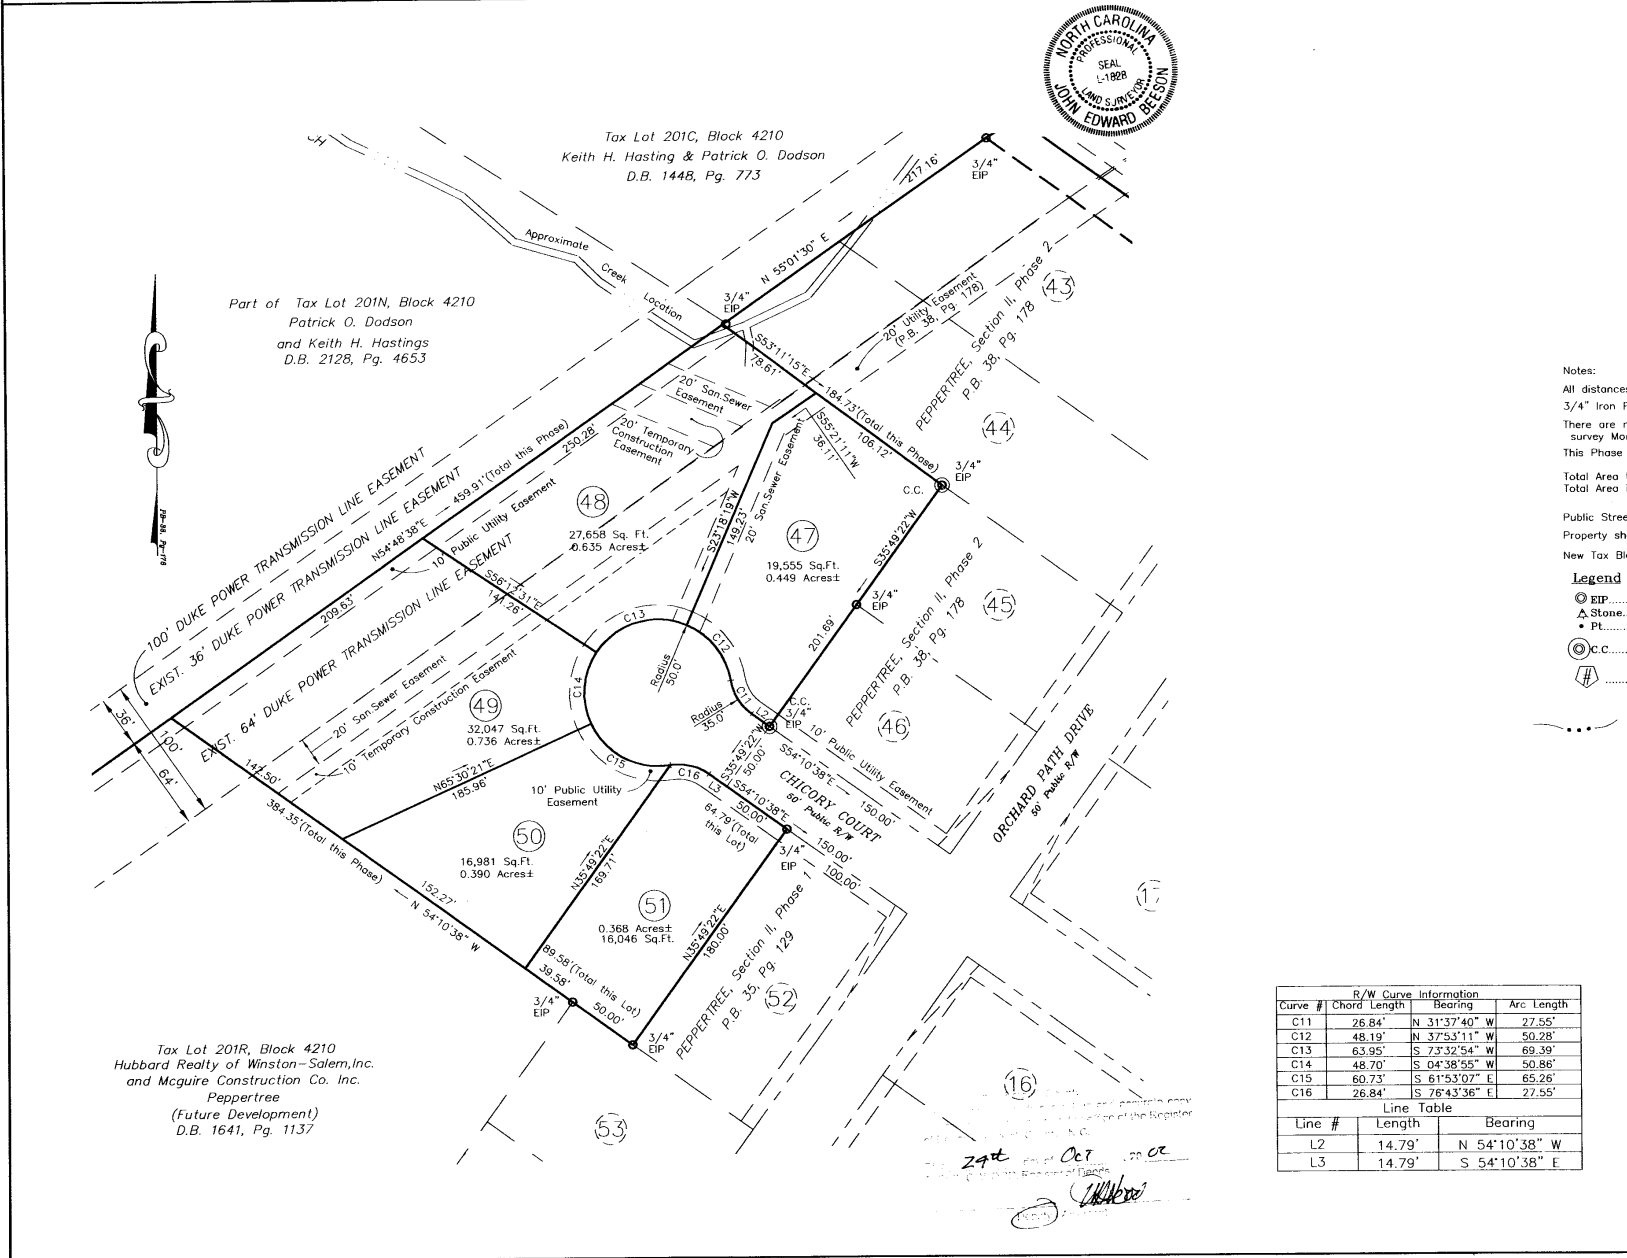 NORTH CAROLINA
PROFESSIONAL
SEAL
L-1828
LAND SURVEYOR
JOHN EDWARD BEESON
CH
Tax Lot 201C, Block 4210
Keith H. Hasting & Patrick O. Dodson
D.B. 1448, Pg. 773
217.16'
3/4"
EIP
Approximate
Creek
Location
N 55°01'30" E
Part of Tax Lot 201N, Block 4210
Patrick O. Dodson
and Keith H. Hastings
D.B. 2128, Pg. 4653
3/4"
EIP
S53°11'15"E
78.61'
184.73'(Total this Phase)
106.12'
20' Utility Easement
(P.B. 38, Pg. 178)
PEPPERTREE, Section II, Phase 2
P.B. 38, Pg. 178
43
44
PB-38, Pg-178
20' San.Sewer
Easement
20' Temporary
Construction
Easement
S55°21'11"W
36.11'
3/4"
EIP
C.C.
100' DUKE POWER TRANSMISSION LINE EASEMENT
EXIST. 36' DUKE POWER TRANSMISSION LINE EASEMENT
EXIST. 64' DUKE POWER TRANSMISSION LINE EASEMENT
N54°48'38"E
459.91'(Total this Phase)
250.28'
209.63'
10' Public Utility Easement
48
27,658 Sq. Ft.
0.635 Acres±
S23°18'19"W
149.23'
20' San.Sewer Easement
47
19,555 Sq.Ft.
0.449 Acres±
S35°49'22"W
201.69'
3/4"
EIP
PEPPERTREE, Section II, Phase 2
P.B. 38, Pg. 178
45
46
S56°12'31"E
141.26'
C13
C12
C14
C11
L2
C15
C16
L3
Radius
50.0'
Radius
35.0'
C.C.
3/4"
EIP
20' San.Sewer Easement
10' Temporary Construction Easement
36'
100'
64'
49
32,047 Sq.Ft.
0.736 Acres±
N65°30'21"E
185.96'
10' Public Utility
Easement
S35°49'22"W
50.00'
10' Public Utility Easement
S54°10'38"E
150.00'
CHICORY COURT
50' Public R/W
ORCHARD PATH DRIVE
50' Public R/W
S54°10'38"E
50.00'
64.79'(Total
this Lot)
150.00'
100.00'
3/4"
EIP
142.50'
384.35'(Total this Phase)
N 54°10'38" W
152.27'
50
16,981 Sq.Ft.
0.390 Acres±
N35°49'22"E
169.71'
51
0.368 Acres±
16,046 Sq.Ft.
N35°49'22"E
180.00'
89.58'(Total this Lot)
39.58'
50.00'
3/4"
EIP
3/4"
EIP
PEPPERTREE, Section II, Phase 1
P.B. 35, Pg. 129
52
53
16
17
Tax Lot 201R, Block 4210
Hubbard Realty of Winston-Salem,Inc.
and Mcguire Construction Co. Inc.
Peppertree
(Future Development)
D.B. 1641, Pg. 1137
Notes:
All distances
3/4" Iron
There are
survey
This Phase
Total Area
Total Area
Public
Property
New Tax
Legend
EIP......
Stone..
Pt......
C.C.....
#
R/W Curve Information
Curve # Chord Length Bearing Arc Length
C11 26.84' N 31°37'40" W 27.55'
C12 48.19' N 37°53'11" W 50.28'
C13 63.95' S 73°32'54" W 69.39'
C14 48.70' S 04°38'55" W 50.86'
C15 60.73' S 61°53'07" E 65.26'
C16 26.84' S 76°43'36" E 27.55'
Line Table
Line # Length Bearing
L2 14.79' N 54°10'38" W
L3 14.79' S 54°10'38" E
of the Register
29th Oct 02